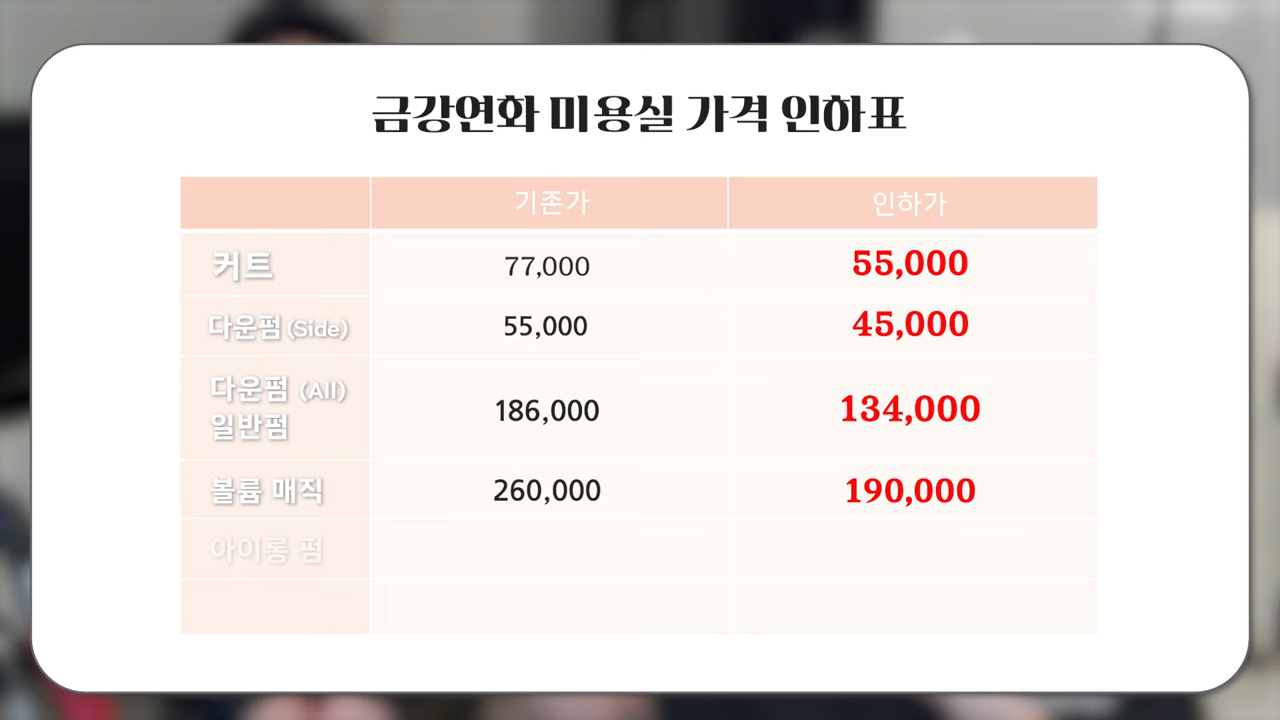 금강연화 미용실 가격 인하표
기존가 인하가
커트 77,000 55,000
다운펌 (Side) 55,000 45,000
다운펌 (All)
일반펌 186,000 134,000
볼륨 매직 260,000 190,000
아이롱 펌